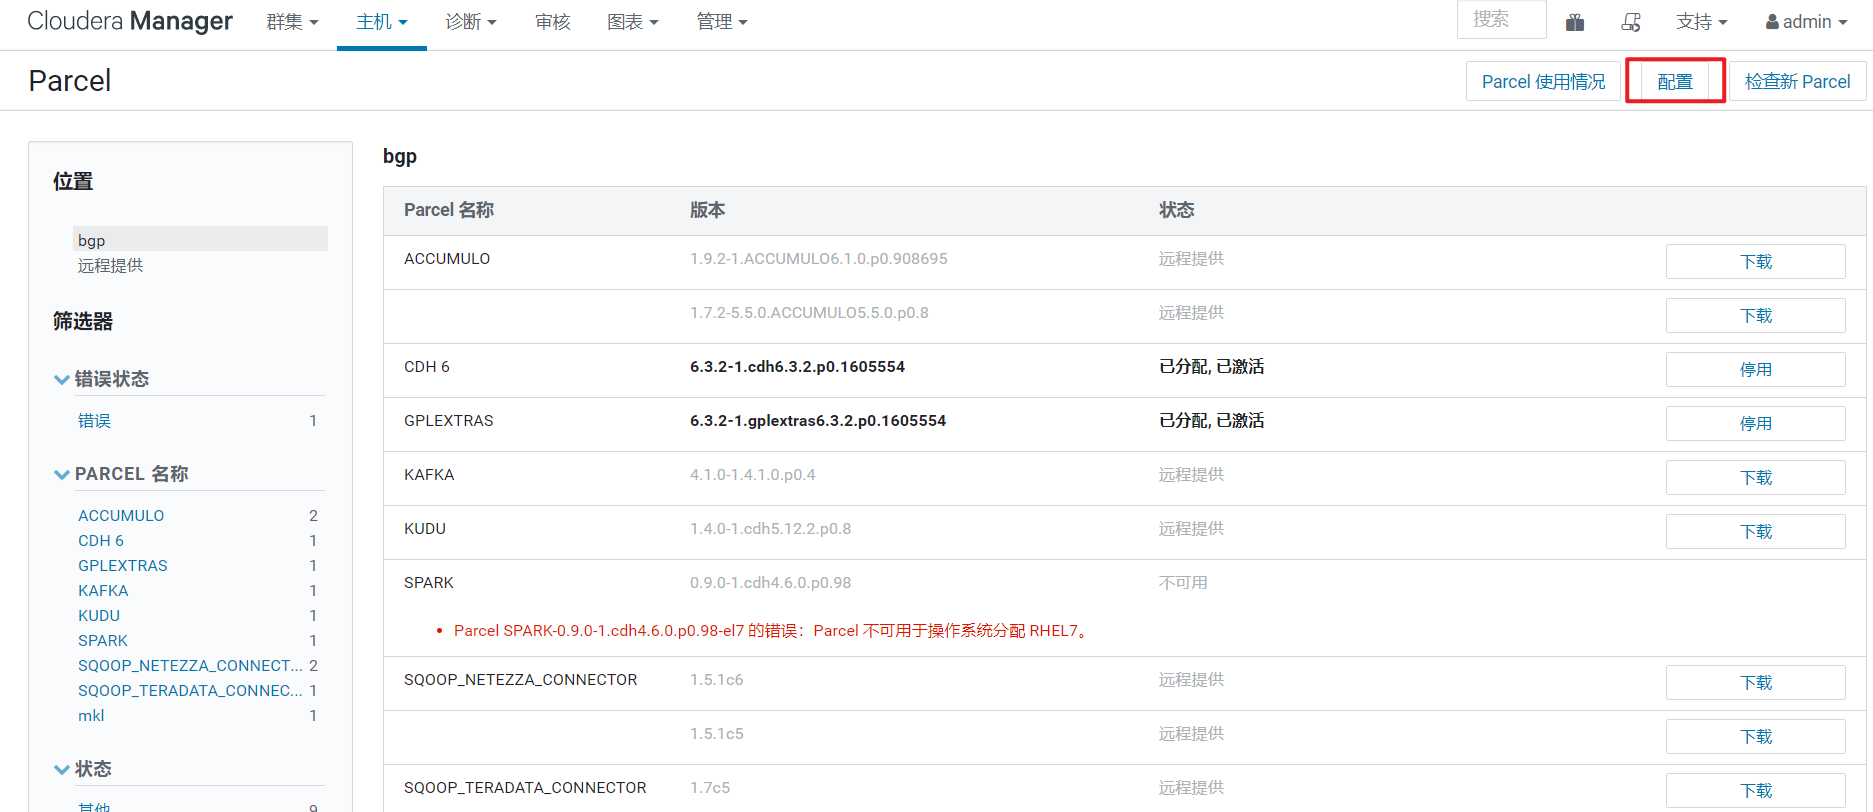 Cloudera Manager 群集 主机 诊断 审核 图表 管理 搜索 支持 admin
Parcel Parcel 使用情况 配置 检查新 Parcel
位置
bgp
远程提供
筛选器
错误状态
错误 1
PARCEL 名称
ACCUMULO 2
CDH 6 1
GPLEXTRAS 1
KAFKA 1
KUDU 1
SPARK 1
SQOOP_NETEZZA_CONNECT... 2
SQOOP_TERADATA_CONNEC... 1
mkl 1
状态
其他 9
bgp
Parcel 名称 版本 状态
ACCUMULO 1.9.2-1.ACCUMULO6.1.0.p0.908695 远程提供 下载
1.7.2-5.5.0.ACCUMULO5.5.0.p0.8 远程提供 下载
CDH 6 6.3.2-1.cdh6.3.2.p0.1605554 已分配, 已激活 停用
GPLEXTRAS 6.3.2-1.gplextras6.3.2.p0.1605554 已分配, 已激活 停用
KAFKA 4.1.0-1.4.1.0.p0.4 远程提供 下载
KUDU 1.4.0-1.cdh5.12.2.p0.8 远程提供 下载
SPARK 0.9.0-1.cdh4.6.0.p0.98 不可用
• Parcel SPARK-0.9.0-1.cdh4.6.0.p0.98-el7 的错误：Parcel 不可用于操作系统分配 RHEL7。
SQOOP_NETEZZA_CONNECTOR 1.5.1c6 远程提供 下载
1.5.1c5 远程提供 下载
SQOOP_TERADATA_CONNECTOR 1.7c5 远程提供 下载